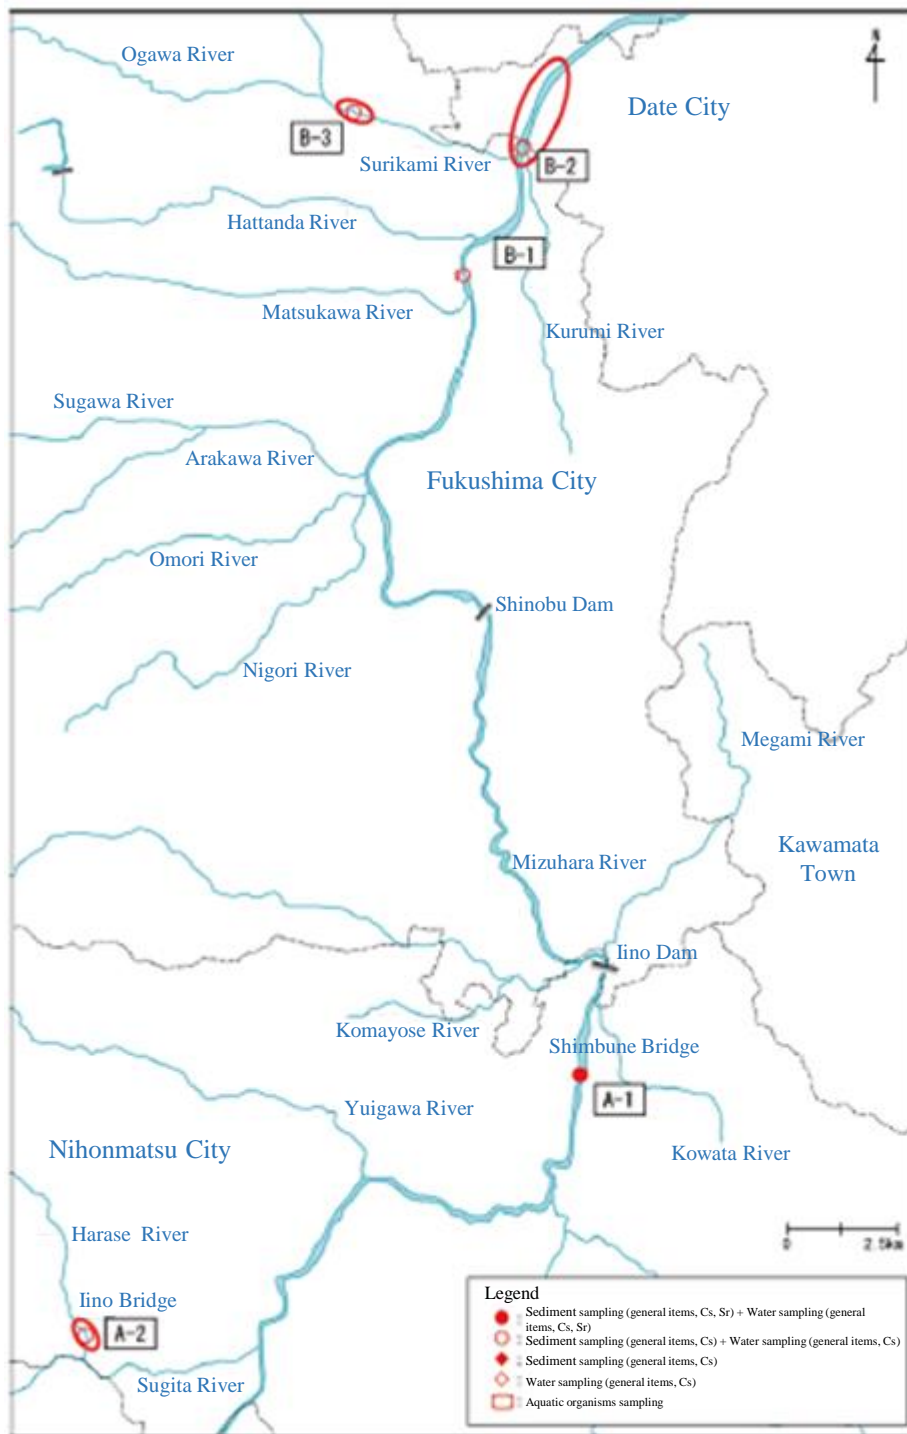 Ogawa River
N
Date City
B-3
Surikami River
B-2
Hattanda River
B-1
Matsukawa River
Kurumi River
Sugawa River
Arakawa River
Fukushima City
Omori River
Shinobu Dam
Nigori River
Megami River
Mizuhara River
Kawamata
Town
Iino Dam
Komayose River
Shimbune Bridge
A-1
Yuigawa River
Nihonmatsu City
Kowata River
Harase River
0 2.5km
Iino Bridge
A-2
Sugita River
Legend
: Sediment sampling (general items, Cs, Sr) + Water sampling (general
items, Cs, Sr)
: Sediment sampling (general items, Cs) + Water sampling (general items, Cs)
: Sediment sampling (general items, Cs)
: Water sampling (general items, Cs)
: Aquatic organisms sampling